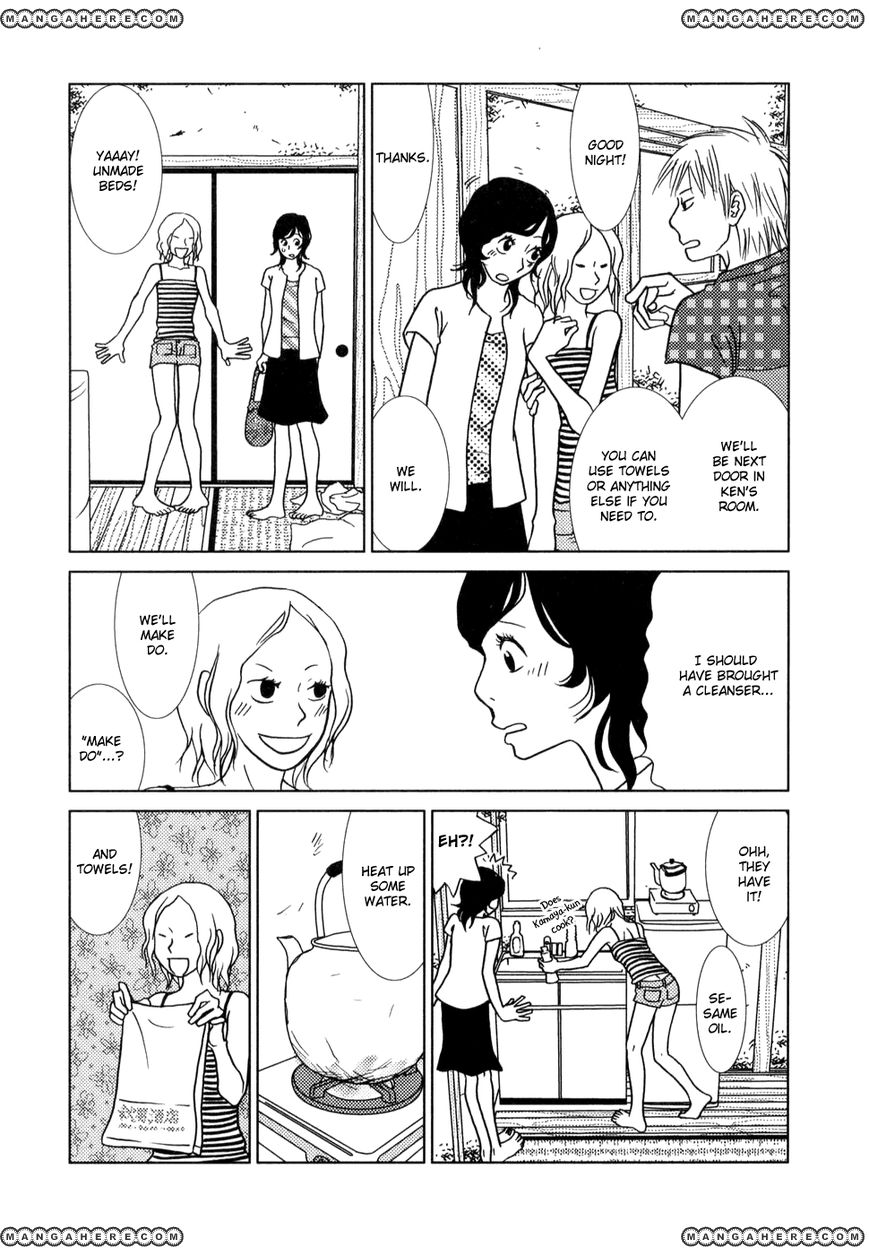 MANGAHERE.COM
MANGAHERE.COM
GOOD
NIGHT!
THANKS.
WE'LL
BE NEXT
DOOR IN
KEN'S
ROOM.
YOU CAN
USE TOWELS
OR ANYTHING
ELSE IF YOU
NEED TO.
WE
WILL.
YAAAY!
UNMADE
BEDS!
I SHOULD
HAVE BROUGHT
A CLEANSER...
WE'LL
MAKE
DO.
"MAKE
DO"...?
OHH,
THEY
HAVE
IT!
SE-
SAME
OIL.
Does
Kamaya-kun
cook?
EH?!
HEAT UP
SOME
WATER.
AND
TOWELS!
MANGAHERE.COM
MANGAHERE.COM